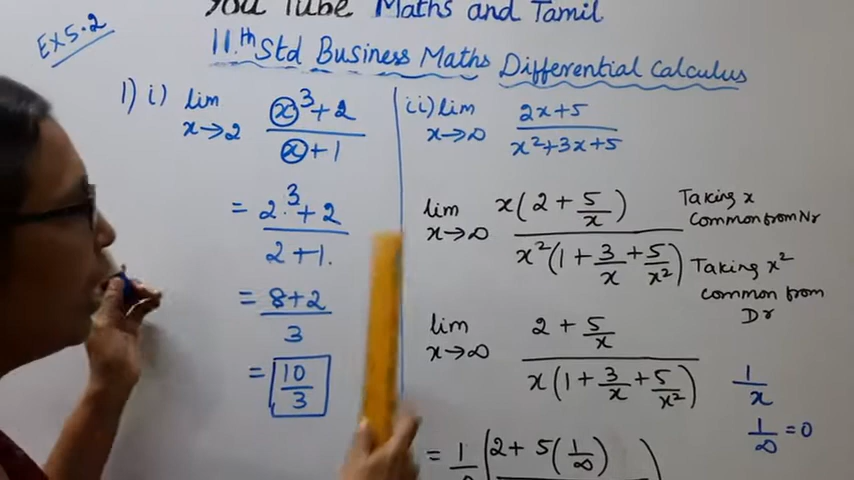 You Tube Maths and Tamil
Ex 5.2
11.th Std Business Maths Differential Calculus
1) i) lim x→2 (x³+2)/(x+1)
= (2³+2)/(2+1)
= (8+2)/3
= 10/3
ii) lim x→∞ (2x+5)/(x²+3x+5)
lim x→∞ x(2+5/x)/x²(1+3/x+5/x²)
Taking x
common from Nr
Taking x²
common from
Dr
lim x→∞ (2+5/x)/x(1+3/x+5/x²)
1/x
1/∞ = 0
= 1/∞ (2+5(1/∞)